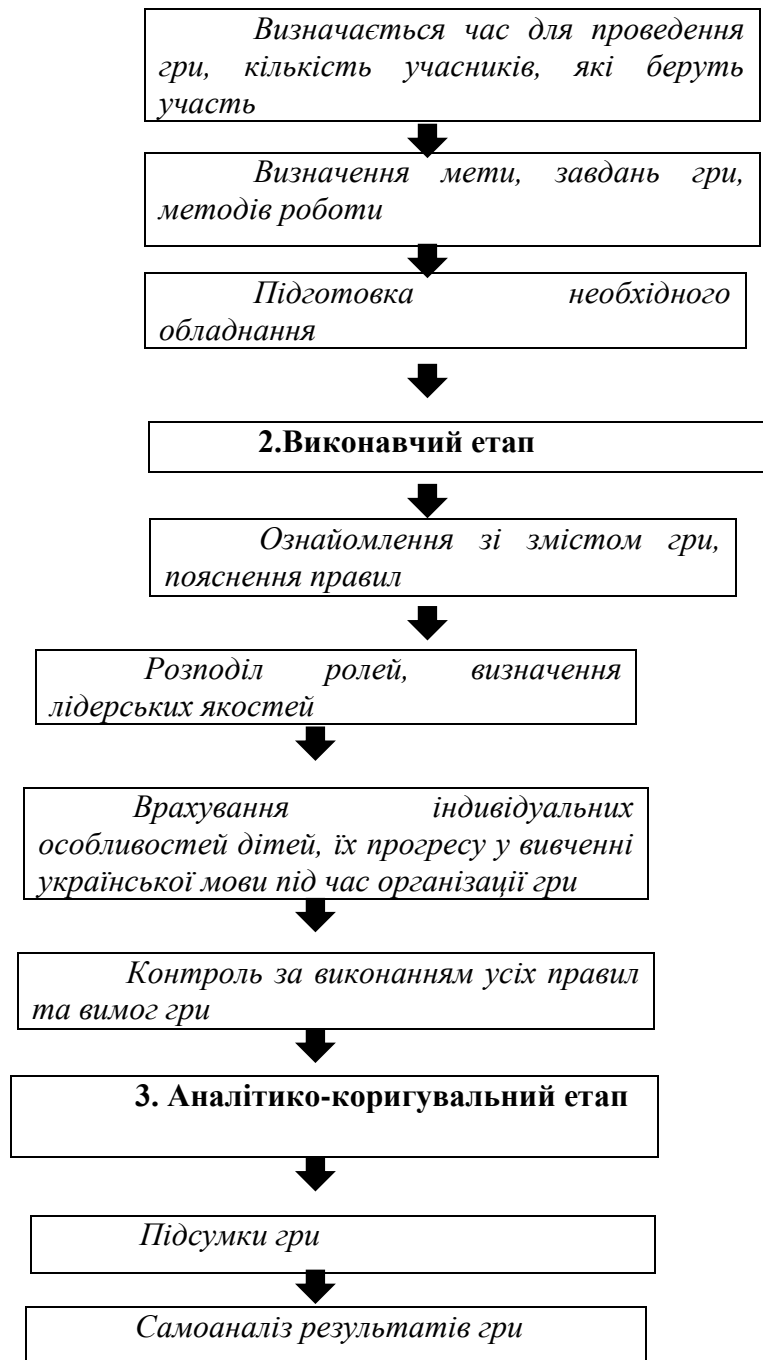 Визначається час для проведення
гри, кількість учасників, які беруть
участь
Визначення мети, завдань гри,
методів роботи
Підготовка необхідного
обладнання
2.Виконавчий етап
Ознайомлення зі змістом гри,
пояснення правил
Розподіл ролей, визначення
лідерських якостей
Врахування індивідуальних
особливостей дітей, їх прогресу у вивченні
української мови під час організації гри
Контроль за виконанням усіх правил
та вимог гри
3. Аналітико-коригувальний етап
Підсумки гри
Самоаналіз результатів гри